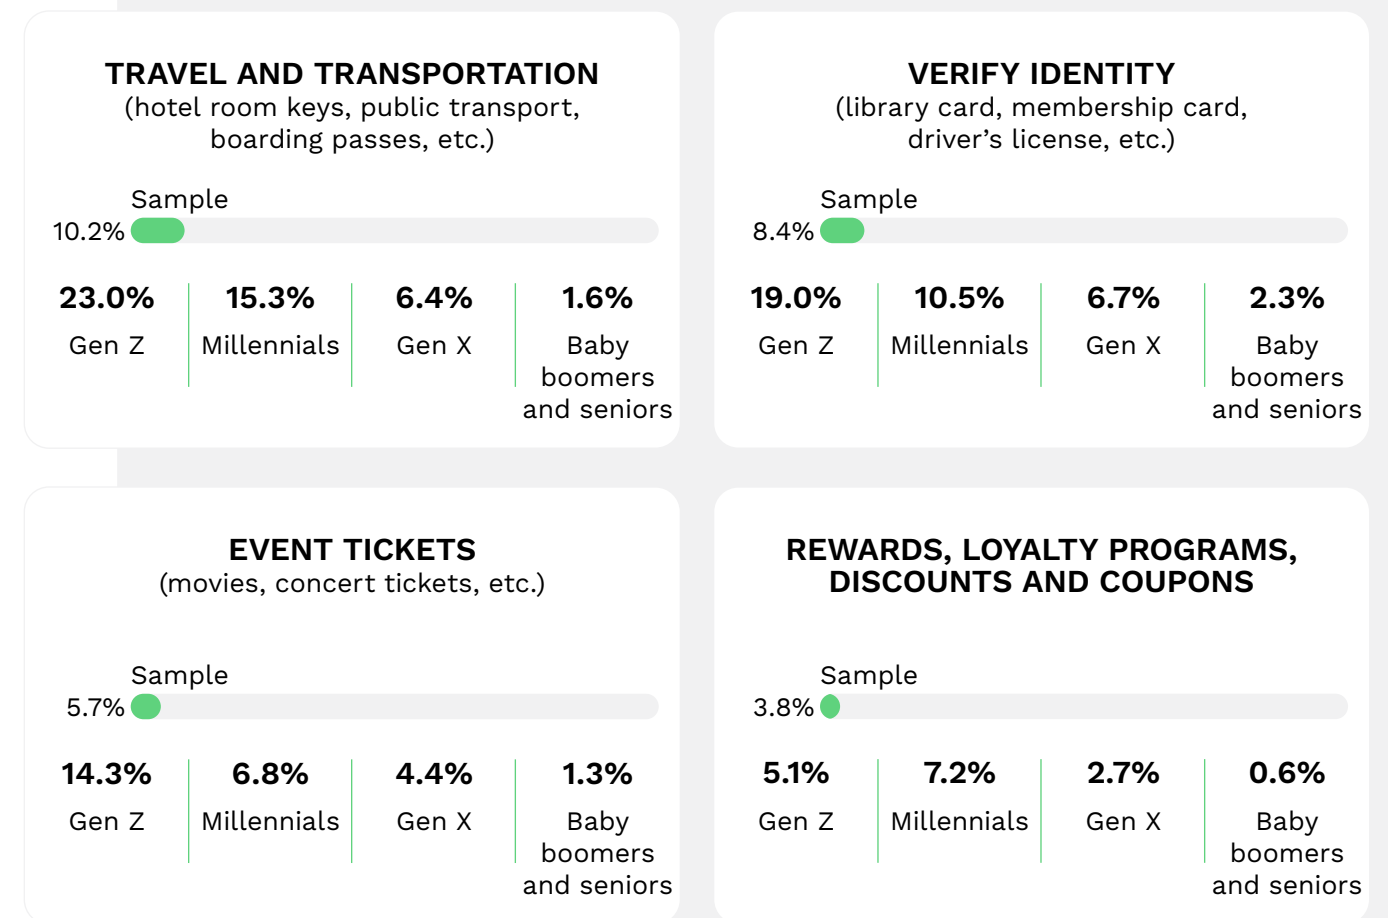 TRAVEL AND TRANSPORTATION
(hotel room keys, public transport,
boarding passes, etc.)
Sample
10.2%
23.0%
Gen Z
15.3%
Millennials
6.4%
Gen X
1.6%
Baby
boomers
and seniors
VERIFY IDENTITY
(library card, membership card,
driver’s license, etc.)
Sample
8.4%
19.0%
Gen Z
10.5%
Millennials
6.7%
Gen X
2.3%
Baby
boomers
and seniors
EVENT TICKETS
(movies, concert tickets, etc.)
Sample
5.7%
14.3%
Gen Z
6.8%
Millennials
4.4%
Gen X
1.3%
Baby
boomers
and seniors
REWARDS, LOYALTY PROGRAMS,
DISCOUNTS AND COUPONS
Sample
3.8%
5.1%
Gen Z
7.2%
Millennials
2.7%
Gen X
0.6%
Baby
boomers
and seniors